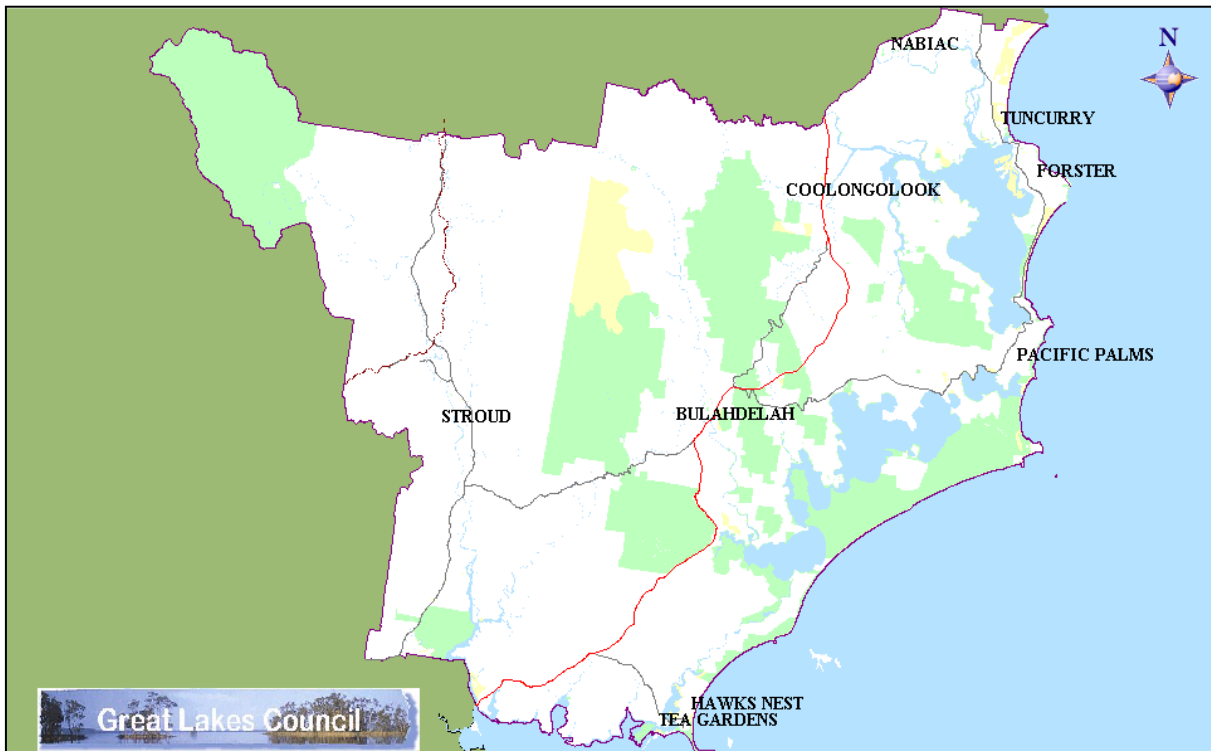 NABIAC
N
TUNCURRY
FORSTER
COOLONGOLOOK
PACIFIC PALMS
STROUD
BULAHDELAH
HAWKS NEST
TEA GARDENS
Great Lakes Council